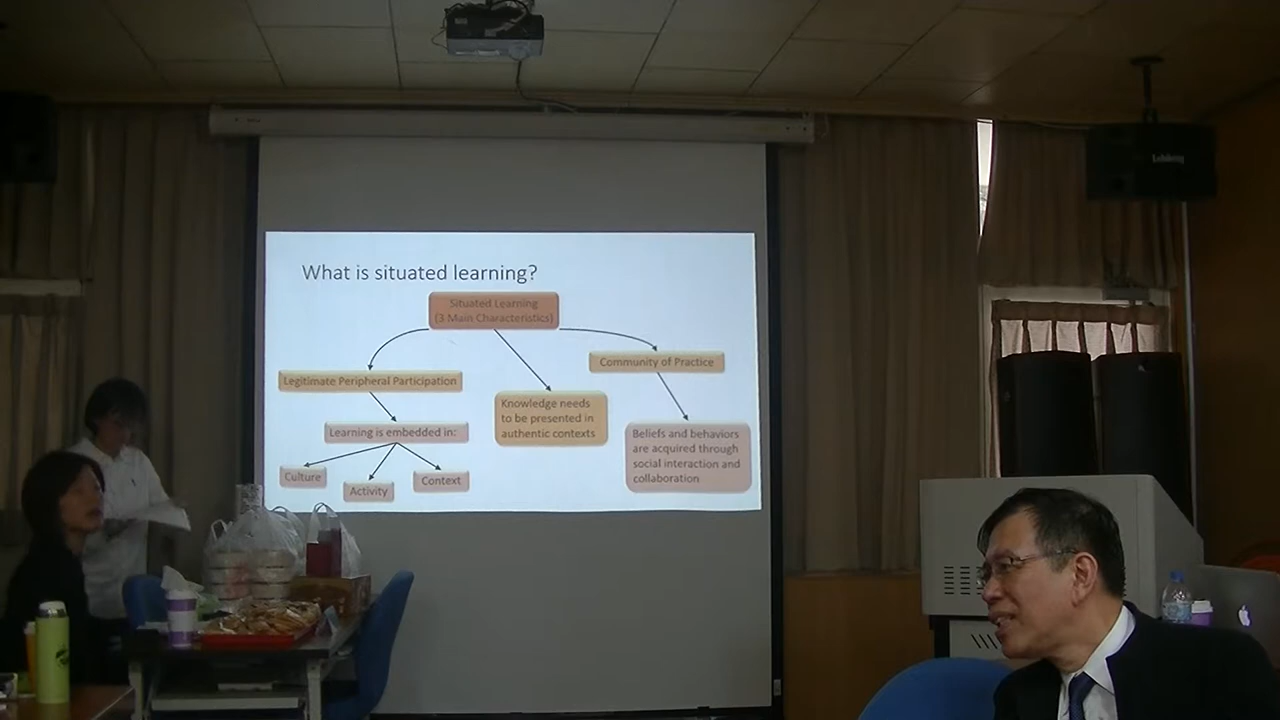 What is situated learning?
Situated Learning
(3 Main Characteristics)
Legitimate Peripheral Participation
Community of Practice
Knowledge needs
to be presented in
authentic contexts
Learning is embedded in:
Beliefs and behaviors
are acquired through
social interaction and
collaboration
Culture
Activity
Context